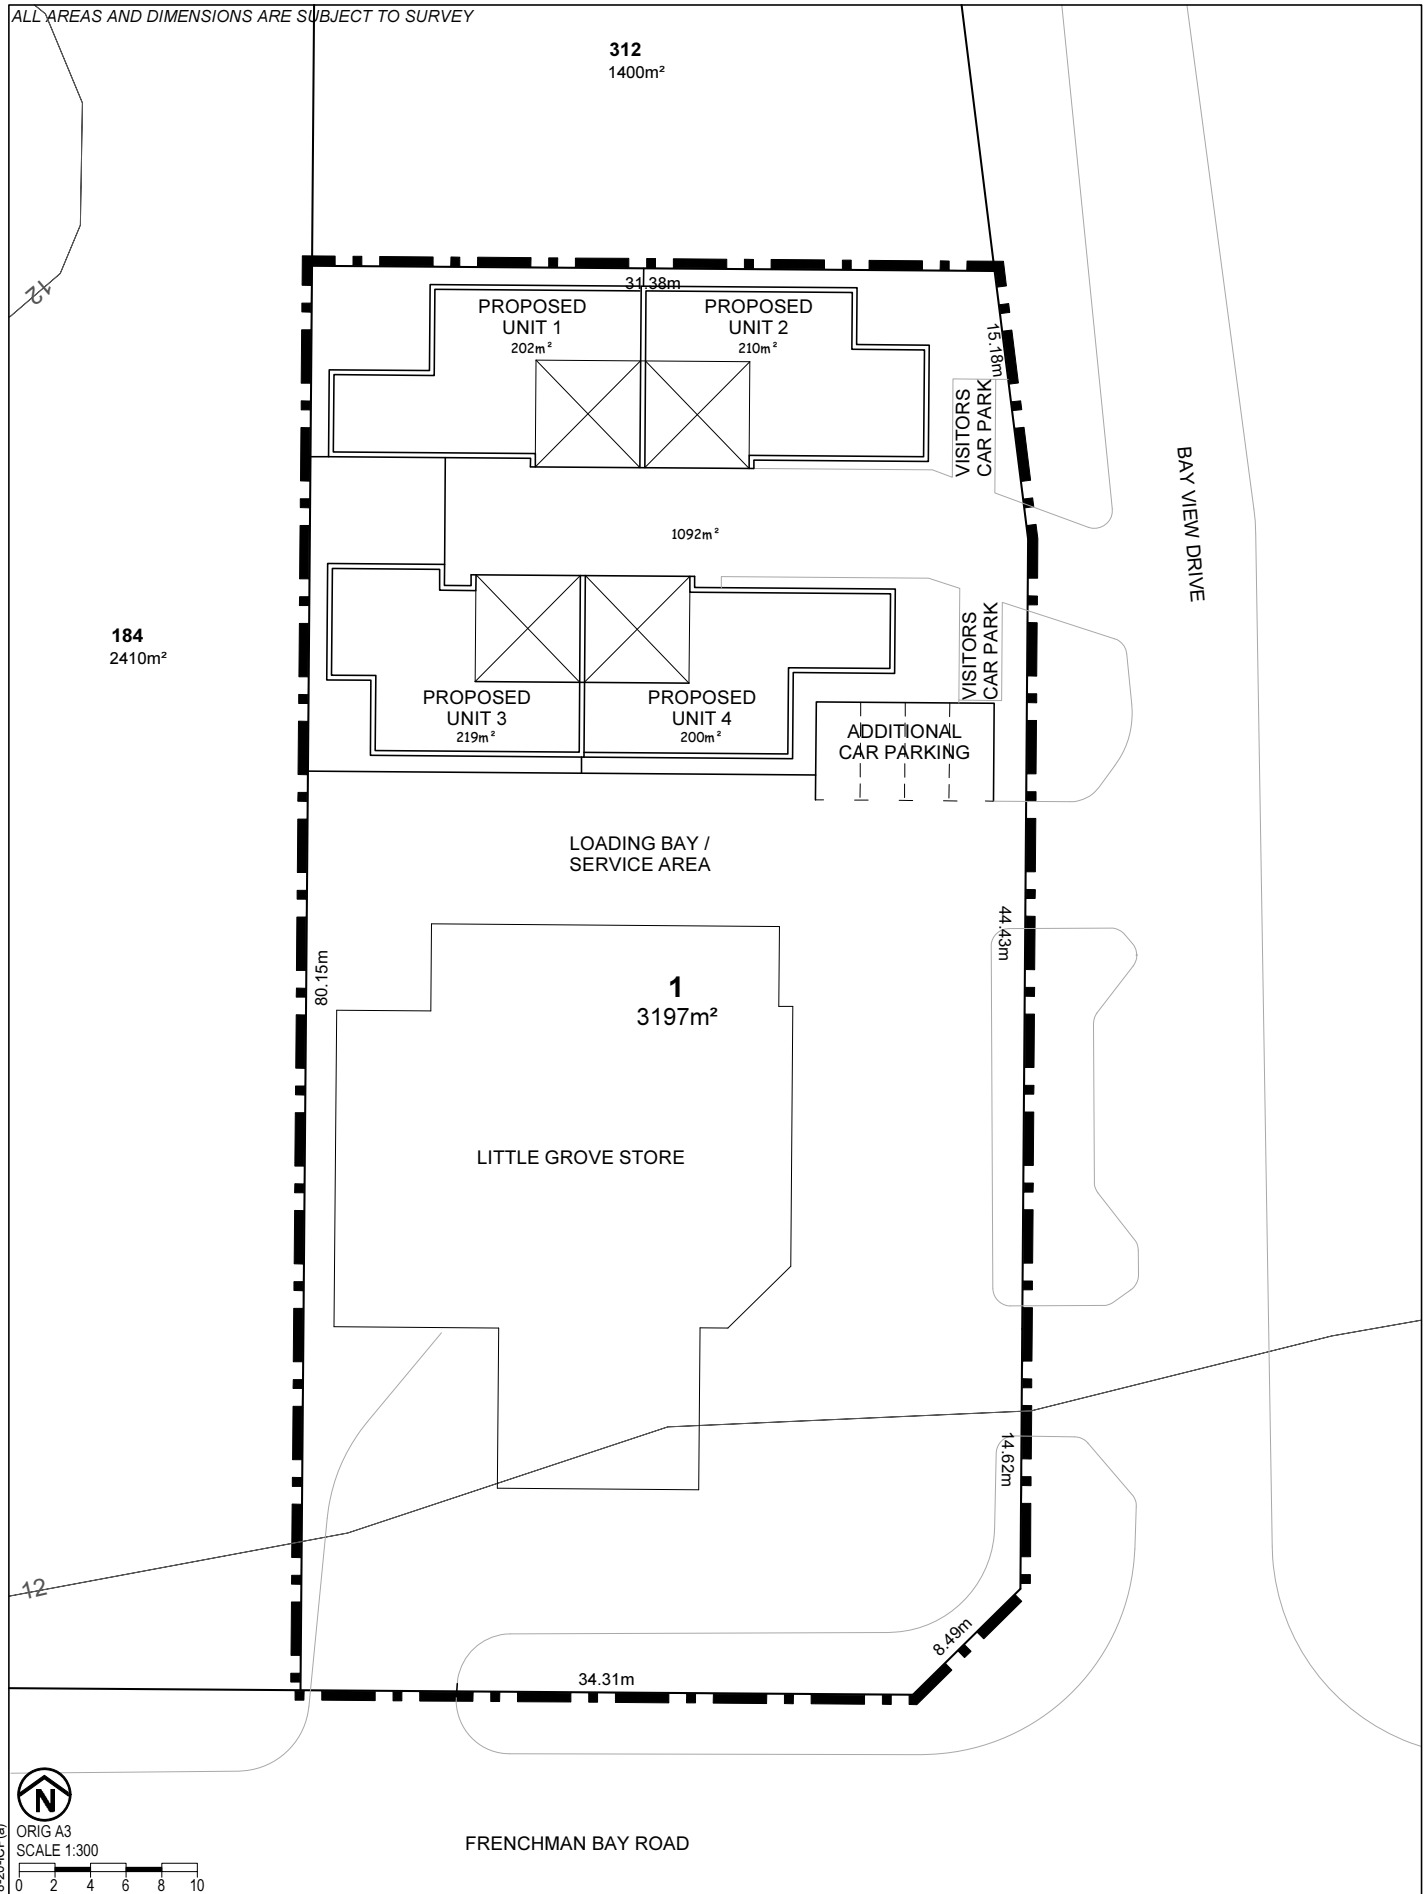 ALL AREAS AND DIMENSIONS ARE SUBJECT TO SURVEY
312
1400m²
12
31.38m
PROPOSED
UNIT 1
202m²
PROPOSED
UNIT 2
210m²
15.18m
VISITORS
CAR PARK
BAY VIEW DRIVE
1092m²
184
2410m²
VISITORS
CAR PARK
PROPOSED
UNIT 3
219m²
PROPOSED
UNIT 4
200m²
ADDITIONAL
CAR PARKING
LOADING BAY /
SERVICE AREA
44.43m
80.15m
1
3197m²
LITTLE GROVE STORE
14.62m
12
8.49m
34.31m
N
ORIG A3
SCALE 1:300
0 2 4 6 8 10
FRENCHMAN BAY ROAD